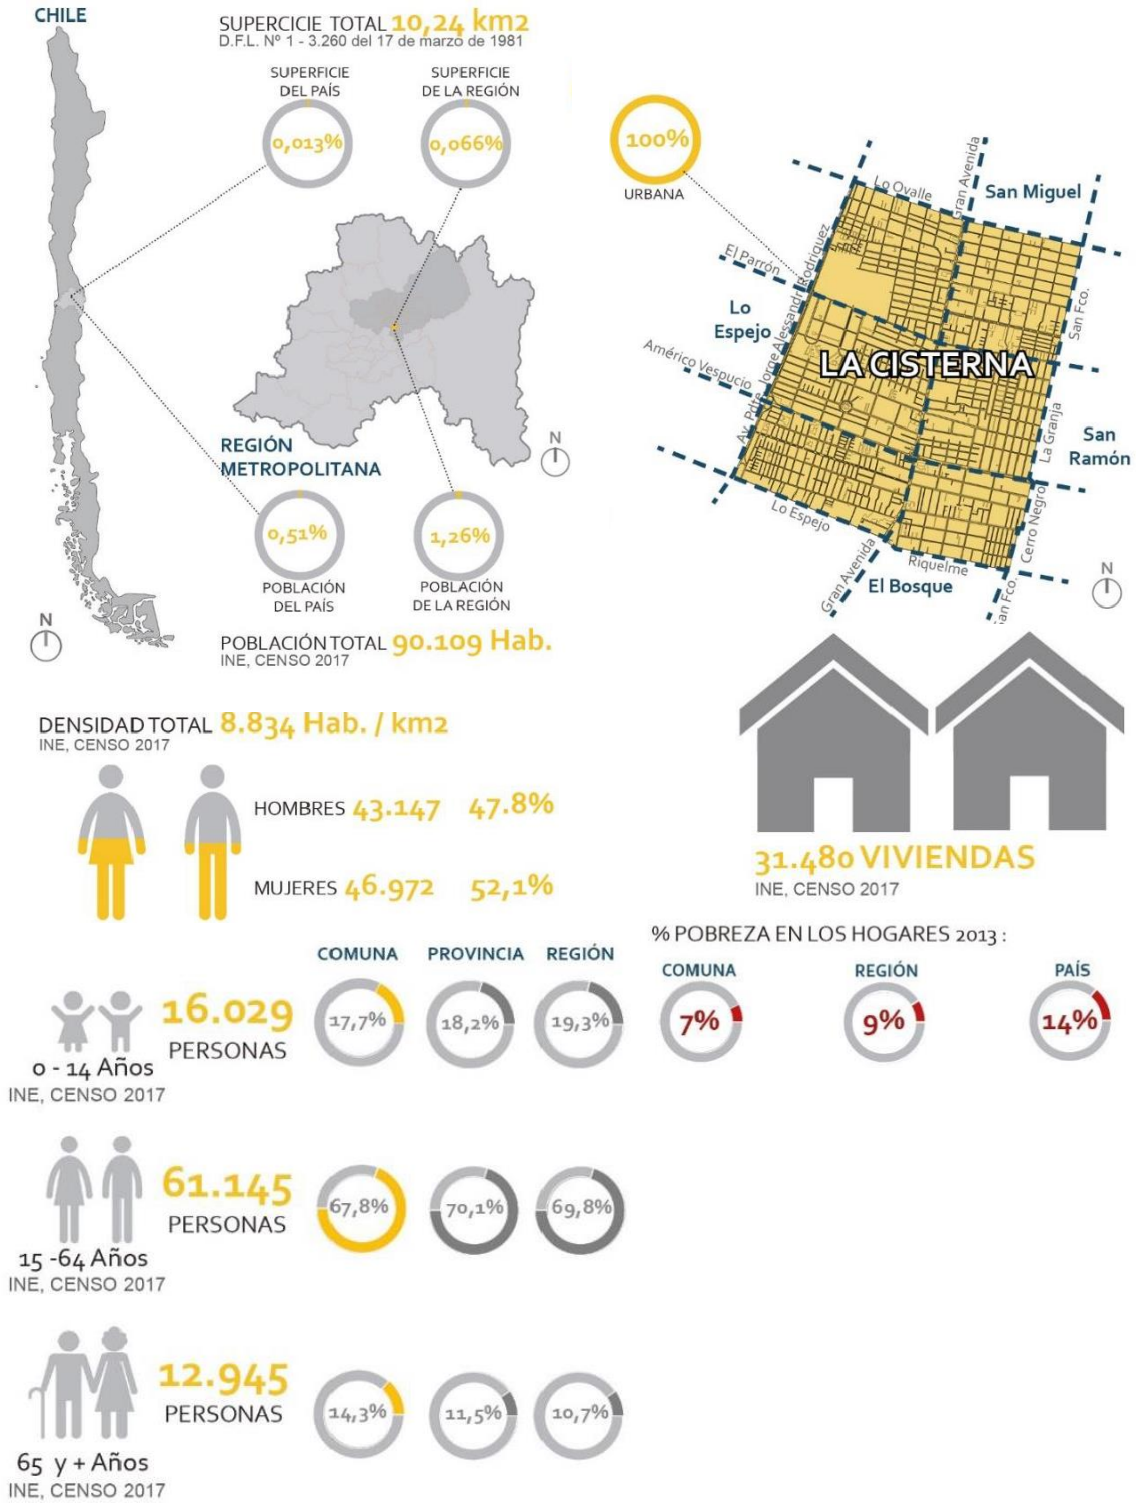 CHILE
SUPERCICIE TOTAL 10,24 km2
D.F.L. Nº 1 - 3.260 del 17 de marzo de 1981
SUPERFICIE
DEL PAÍS
SUPERFICIE
DE LA REGIÓN
0,013%
0,066%
100%
URBANA
Lo Ovalle
Gran Avenida
San Miguel
El Parrón
Av. Pdte. Jorge Alessandri Rodriguez
Lo
Espejo
San Fco.
Américo Vespucio
LA CISTERNA
La Granja
San
Ramón
Lo Espejo
Cerro Negro
Riquelme
Gran Avenida
El Bosque
San Fco.
N
REGIÓN
METROPOLITANA
N
0,51%
1,26%
POBLACIÓN
DEL PAÍS
POBLACIÓN
DE LA REGIÓN
N
POBLACIÓN TOTAL 90.109 Hab.
INE, CENSO 2017
DENSIDAD TOTAL 8.834 Hab. / km2
INE, CENSO 2017
HOMBRES 43.147 47.8%
MUJERES 46.972 52,1%
31.480 VIVIENDAS
INE, CENSO 2017
% POBREZA EN LOS HOGARES 2013 :
COMUNA
REGIÓN
PAÍS
7%
9%
14%
COMUNA PROVINCIA REGIÓN
16.029
PERSONAS
17,7%
18,2%
19,3%
0 - 14 Años
INE, CENSO 2017
61.145
PERSONAS
67,8%
70,1%
69,8%
15 -64 Años
INE, CENSO 2017
12.945
PERSONAS
14,3%
11,5%
10,7%
65 y + Años
INE, CENSO 2017